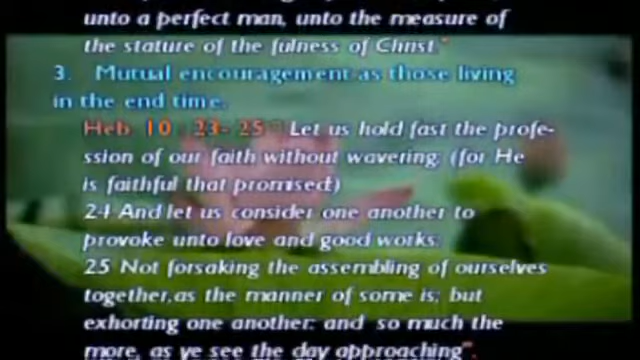 unto a perfect man, unto the measure of
the stature of the fulness of Christ."
3. Mutual encouragement as those living
in the end time.
Heb 10 : 23- 25 " Let us hold fast the profe-
ssion of our faith without wavering; (for He
is faithful that promised;)
24 And let us consider one another to
provoke unto love and good works:
25 Not forsaking the assembling of ourselves
together, as the manner of some is; but
exhorting one another: and so much the
more, as ye see the day approaching".